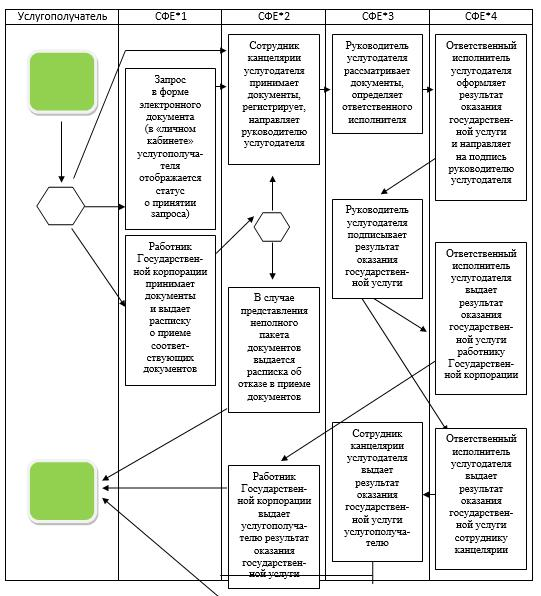 Услугополучатель
СФЕ*1
СФЕ*2
СФЕ*3
СФЕ*4
Запрос
в форме
электронного
документа
(в «личном
кабинете»
услугополуча-
теля
отображается
статус
о принятии
запроса)
Работник
Государствен-
ной корпорации
принимает
документы
и выдает
расписку
о приеме
соответ-
ствующих
документов
Сотрудник
канцелярии
услугодателя
принимает
документы,
регистрирует,
направляет
руководителю
услугодателя
В случае
представления
неполного
пакета
документов
выдается
расписка об
отказе в приеме
документов
Работник
Государствен-
ной корпорации
выдает
услугополуча-
телю результат
оказания
государствен-
ной услуги
Руководитель
услугодателя
рассматривает
документы,
определяет
ответственного
исполнителя
Руководитель
услугодателя
подписывает
результат
оказания
государствен-
ной услуги
Сотрудник
канцелярии
услугодателя
выдает
результат
оказания
государствен-
ной услуги
услугополуча-
телю
Ответственный
исполнитель
услугодателя
оформляет
результат
оказания
государствен-
ной услуги
и направляет
на подпись
руководителю
услугодателя
Ответственный
исполнитель
услугодателя
выдает
результат
оказания
государствен-
ной услуги
работнику
Государствен-
ной корпорации
Ответственный
исполнитель
услугодателя
выдает
результат
оказания
государствен-
ной услуги
сотруднику
канцелярии